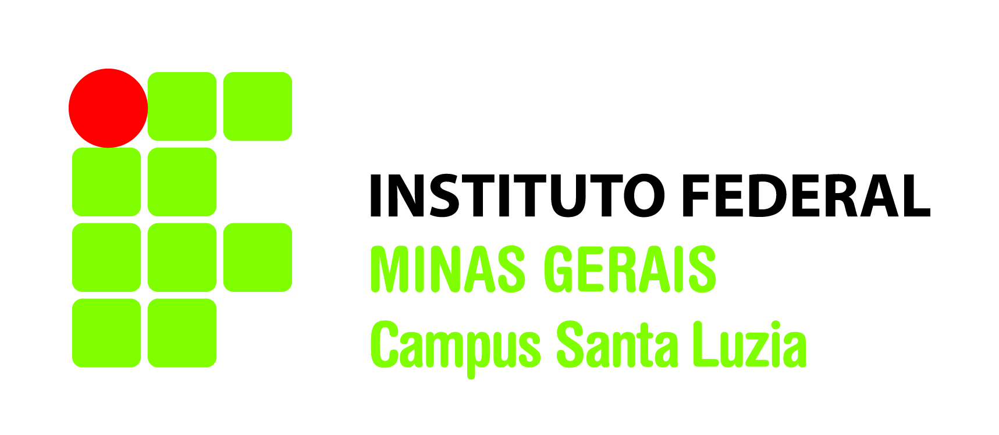 INSTITUTO FEDERAL
MINAS GERAIS
Campus Santa Luzia